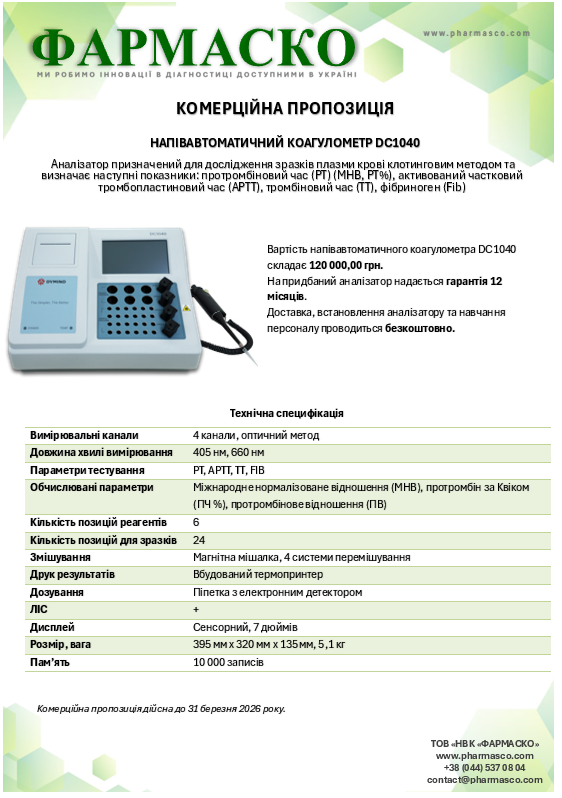 ФАРМАСКО
www.pharmasco.com
МИ РОБИМО ІННОВАЦІЇ В ДІАГНОСТИЦІ ДОСТУПНИМИ В УКРАЇНІ
КОМЕРЦІЙНА ПРОПОЗИЦІЯ
НАПІВАВТОМАТИЧНИЙ КОАГУЛОМЕТР DC1040
Аналізатор призначений для дослідження зразків плазми крові клотинговим методом та
визначає наступні показники: протромбіновий час (PT) (МНВ, PT%), активований частковий
тромбопластиновий час (APTT), тромбіновий час (TT), фібриноген (Fib)
DYMIND
Вартість напівавтоматичного коагулометра DC1040
складає 120 000,00 грн.
На придбаний аналізатор надається гарантія 12
місяців.
Доставка, встановлення аналізатору та навчання
персоналу проводиться безкоштовно.
Технічна специфікація
Вимірювальні канали 4 канали, оптичний метод
Довжина хвилі вимірювання 405 нм, 660 нм
Параметри тестування PT, APTT, TT, FIB
Обчислювані параметри Міжнародне нормалізоване відношення (МНВ), протромбін за Квіком
(ПЧ %), протромбінове відношення (ПВ)
Кількість позицій реагентів 6
Кількість позицій для зразків 24
Змішування Магнітна мішалка, 4 системи перемішування
Друк результатів Вбудований термопринтер
Дозування Піпетка з електронним детектором
ЛІС +
Дисплей Сенсорний, 7 дюймів
Розмір, вага 395 мм х 320 мм х 135 мм, 5,1 кг
Пам’ять 10 000 записів
Комерційна пропозиція дійсна до 31 березня 2026 року.
ТОВ «НВК «ФАРМАСКО»
www.pharmasco.com
+38 (044) 537 08 04
contact@pharmasco.com